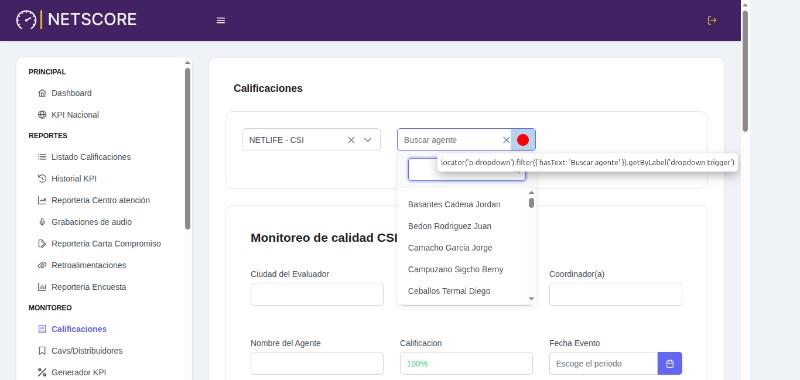 NETSCORE
PRINCIPAL
Dashboard
KPI Nacional
REPORTES
Listado Calificaciones
Historial KPI
Reporteria Centro atención
Grabaciones de audio
Reporteria Carta Compromiso
Retroalimentaciones
Reporteria Encuesta
MONITOREO
Calificaciones
Cavs/Distribuidores
Generador KPI
Calificaciones
NETLIFE - CSI
Buscar agente
locator('p-dropdown').filter({ hasText: 'Buscar agente' }).getByLabel('dropdown trigger')
Basantes Cadena Jordan
Bedon Rodriguez Juan
Camacho Garcia Jorge
Campuzano Sigcho Berny
Ceballos Termal Diego
Monitoreo de calidad CSI
Ciudad del Evaluador
Coordinador(a)
Nombre del Agente
Calificacion
Fecha Evento
100%
Escoge el periodo